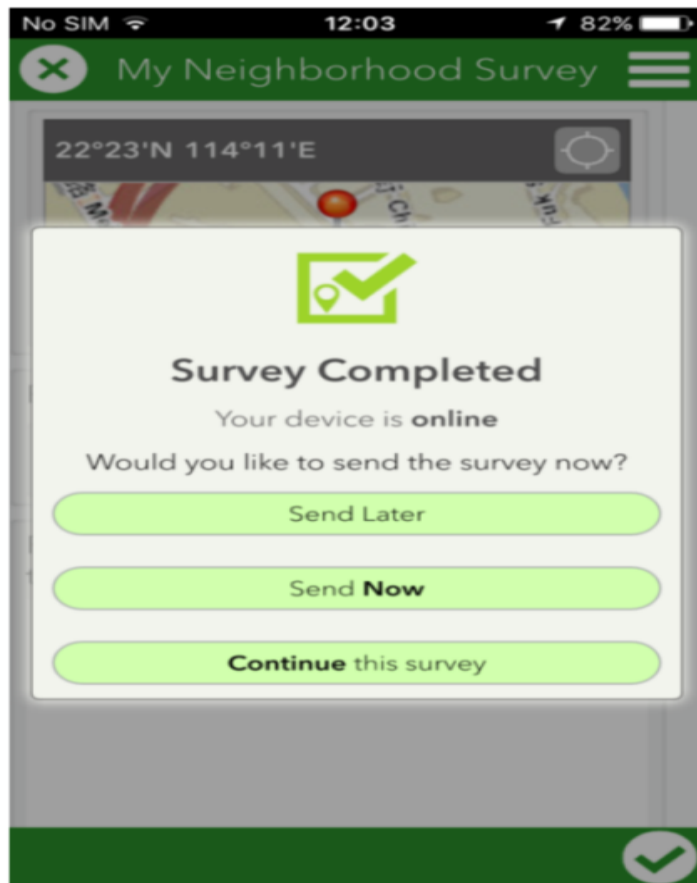 No SIM 12:03 82%
My Neighborhood Survey
22°23'N 114°11'E
Survey Completed
Your device is online
Would you like to send the survey now?
Send Later
Send Now
Continue this survey